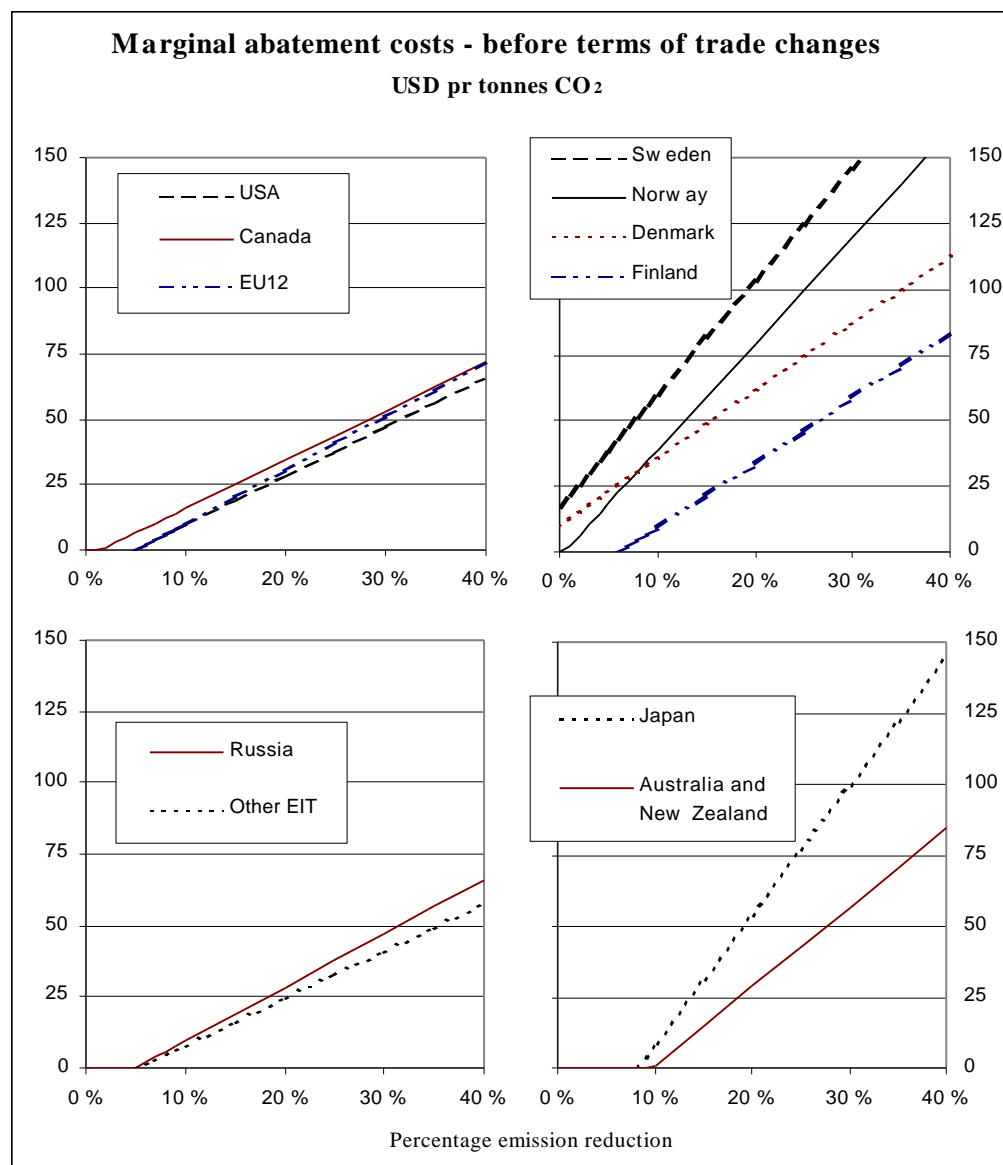 Marginal abatement costs - before terms of trade changes
USD pr tonnes CO2
150
125
100
75
50
25
0
0 % 10 % 20 % 30 % 40 %
USA
Canada
EU12
Sw eden
Norw ay
Denmark
Finland
150
125
100
75
50
25
0
0 % 10 % 20 % 30 % 40 %
150
125
100
75
50
25
0
0 % 10 % 20 % 30 % 40 %
Russia
Other EIT
Japan
Australia and
New Zealand
150
125
100
75
50
25
0
0 % 10 % 20 % 30 % 40 %
Percentage emission reduction